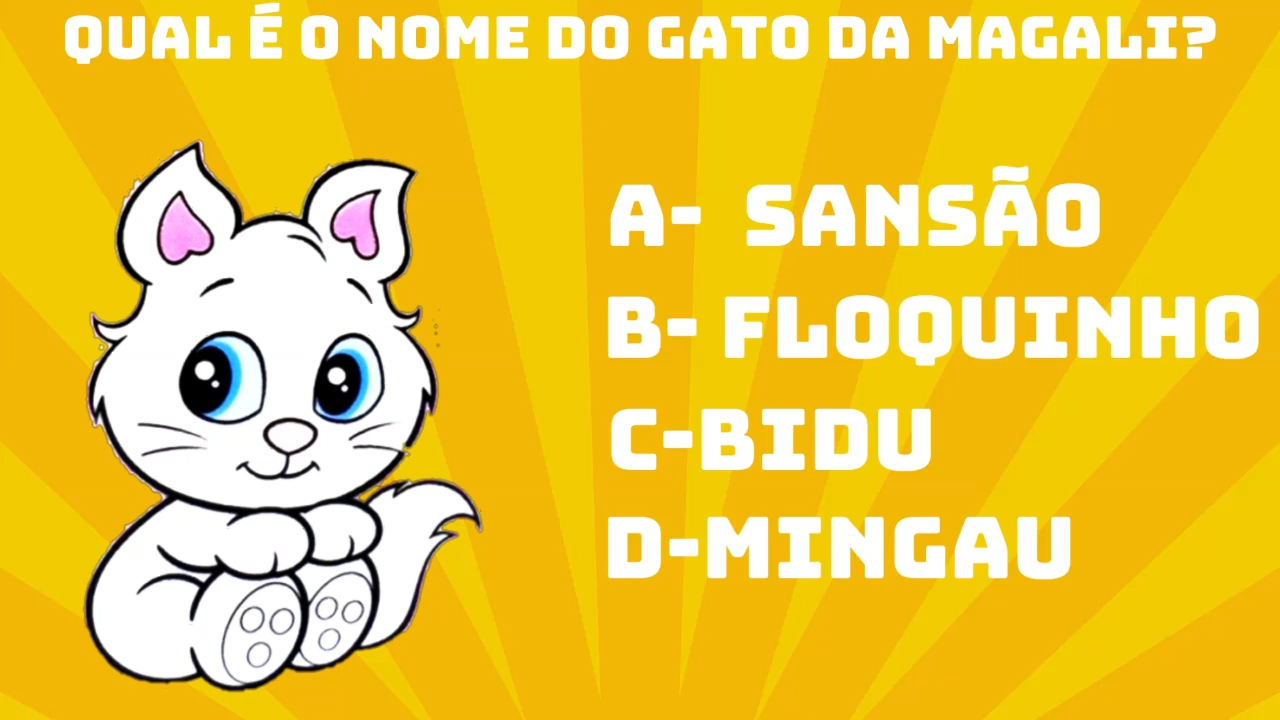 QUAL É O NOME DO GATO DA MAGALI?
A- SANSÃO
B- FLOQUINHO
C-BIDU
D-MINGAU